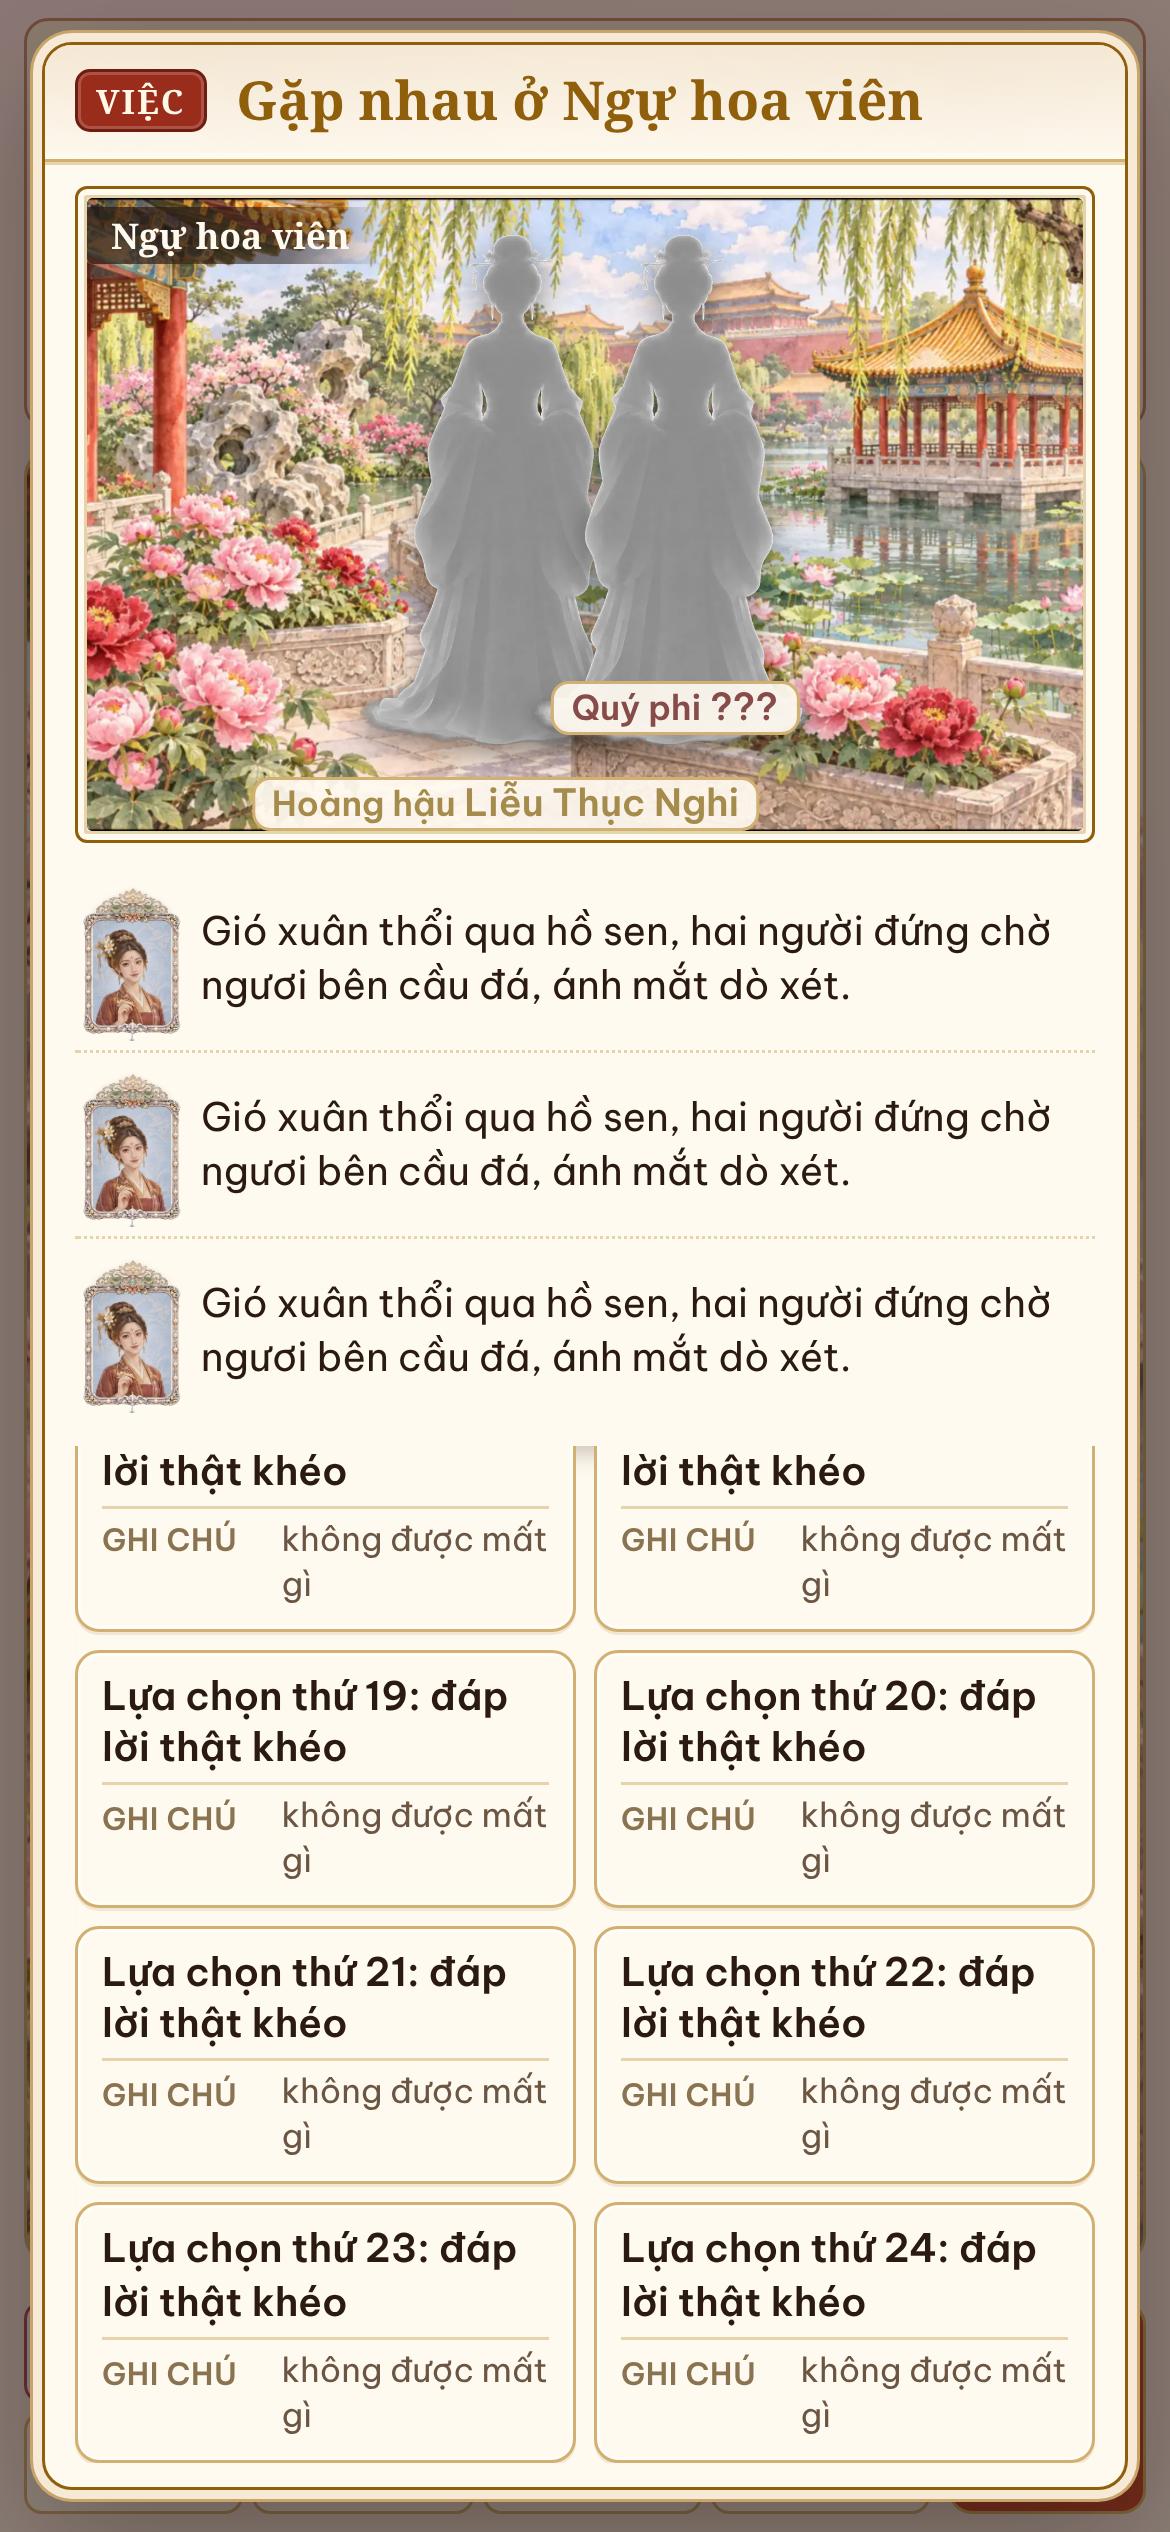 VIỆC
Gặp nhau ở Ngự hoa viên
Ngự hoa viên
Quý phi ???
Hoàng hậu Liễu Thục Nghi
Gió xuân thổi qua hồ sen, hai người đứng chờ
ngươi bên cầu đá, ánh mắt dò xét.
Gió xuân thổi qua hồ sen, hai người đứng chờ
ngươi bên cầu đá, ánh mắt dò xét.
Gió xuân thổi qua hồ sen, hai người đứng chờ
ngươi bên cầu đá, ánh mắt dò xét.
lời thật khéo
GHI CHÚ không được mất
gì
lời thật khéo
GHI CHÚ không được mất
gì
Lựa chọn thứ 19: đáp
lời thật khéo
GHI CHÚ không được mất
gì
Lựa chọn thứ 20: đáp
lời thật khéo
GHI CHÚ không được mất
gì
Lựa chọn thứ 21: đáp
lời thật khéo
GHI CHÚ không được mất
gì
Lựa chọn thứ 22: đáp
lời thật khéo
GHI CHÚ không được mất
gì
Lựa chọn thứ 23: đáp
lời thật khéo
GHI CHÚ không được mất
gì
Lựa chọn thứ 24: đáp
lời thật khéo
GHI CHÚ không được mất
gì